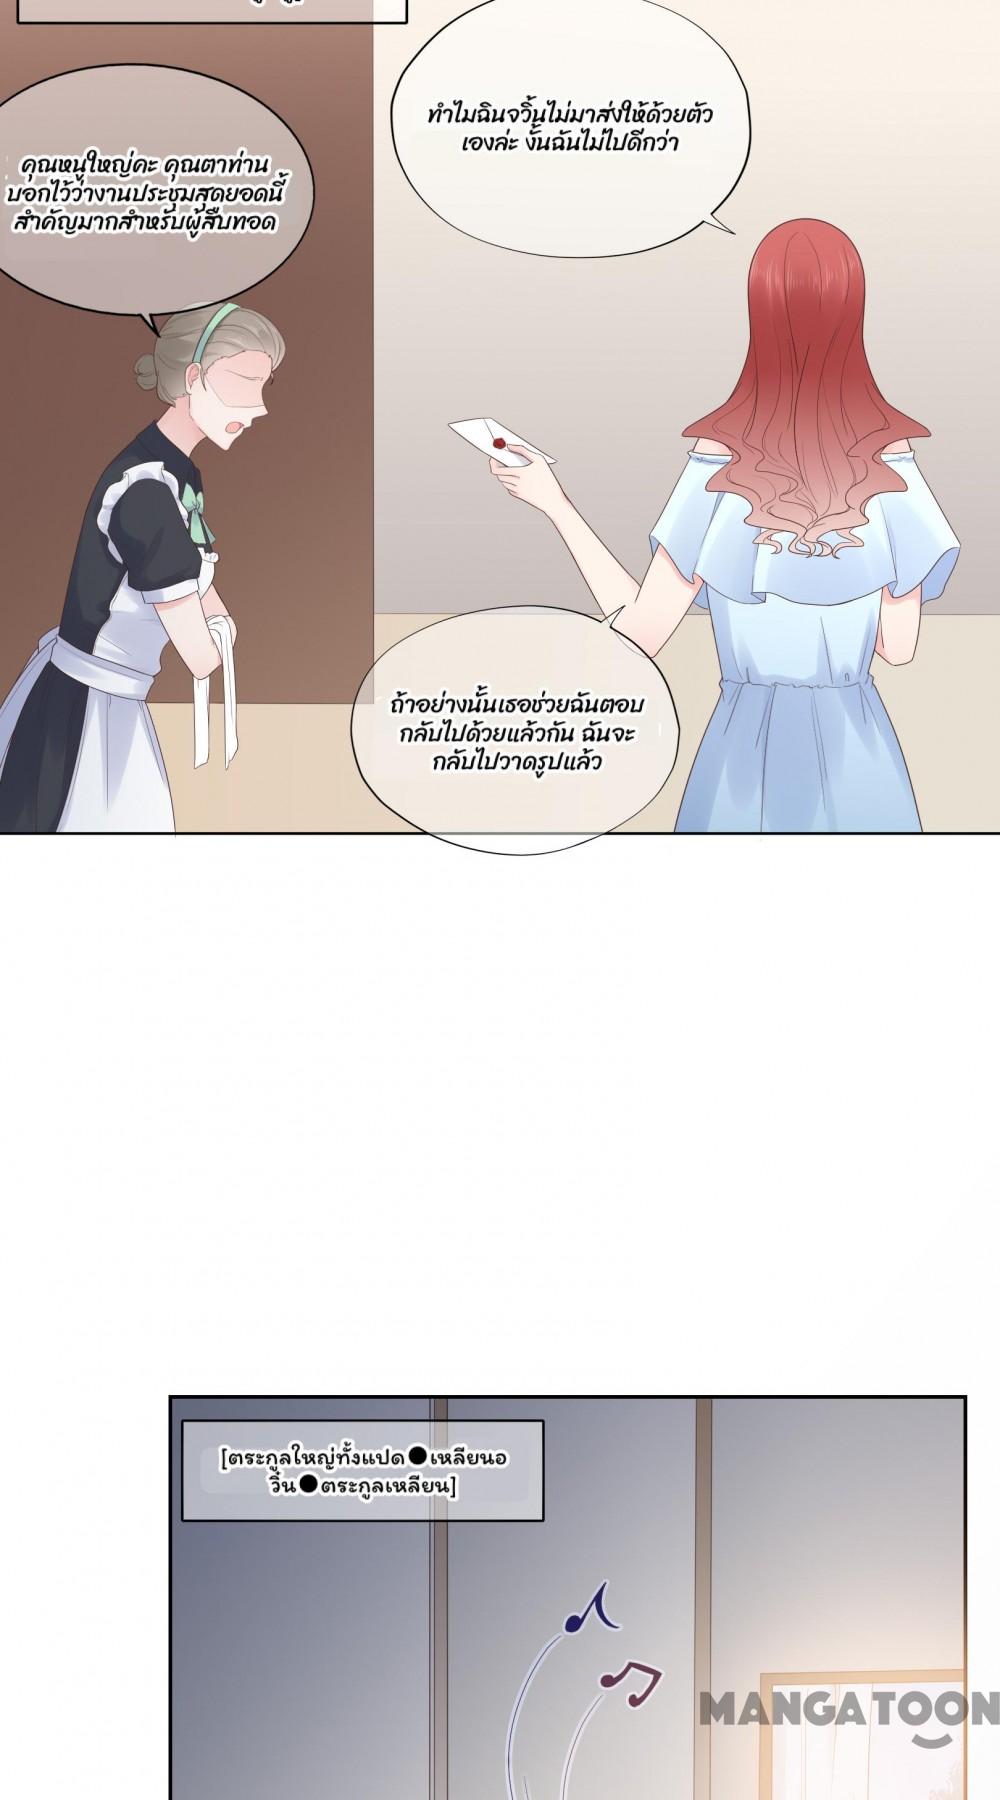 ทำไมฉินจวิ้นไม่มาส่งให้ด้วยตัว
เองล่ะ งั้นฉันไม่ไปดีกว่า
คุณหนูใหญ่คะ คุณตาท่าน
บอกไว้ว่างานประชุมสุดยอดนี้
สำคัญมากสำหรับผู้สืบทอด
ถ้าอย่างนั้นเธอช่วยฉันตอบ
กลับไปด้วยแล้วกัน ฉันจะ
กลับไปวาดรูปแล้ว
[ตระกูลใหญ่ทั้งแปด●เหลียนอ
วิ๋น●ตระกูลเหลียน]
MANGATOON